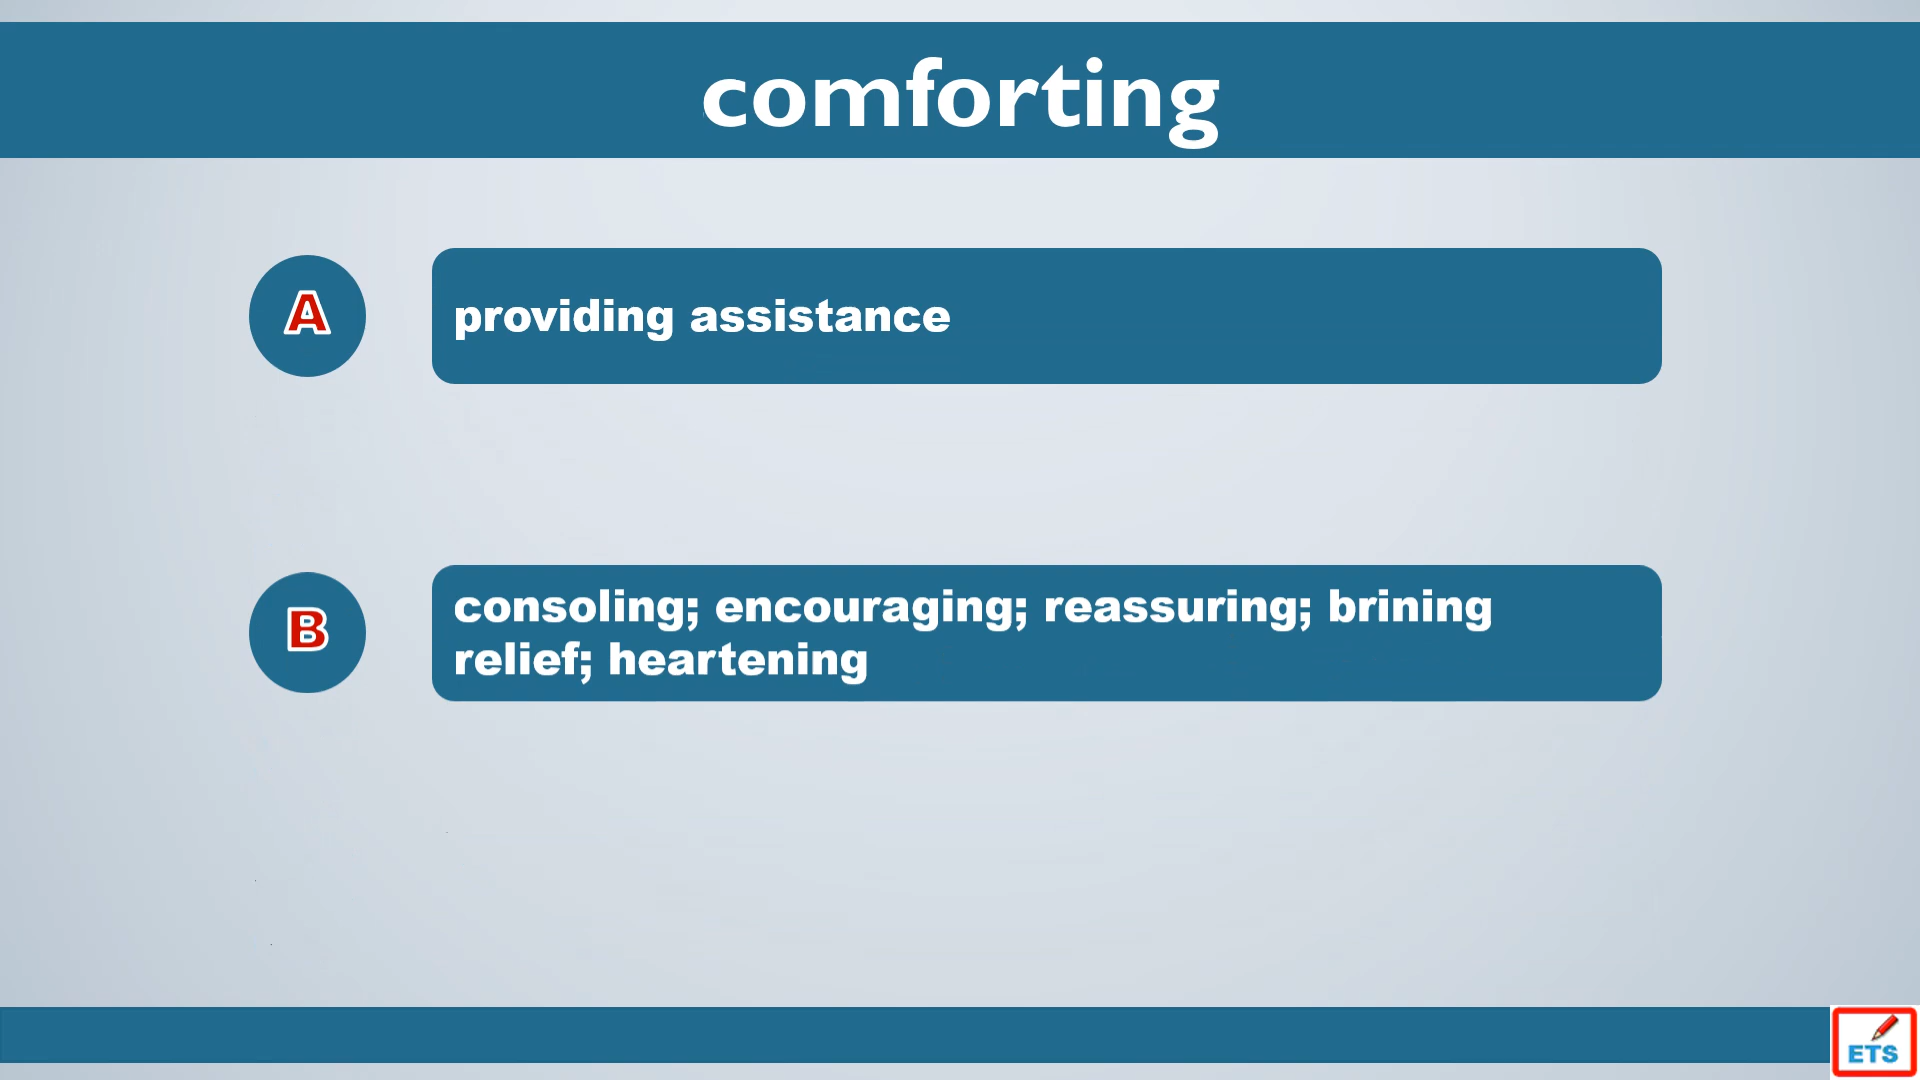 comforting
A
providing assistance
B
consoling; encouraging; reassuring; brining
relief; heartening
ETS